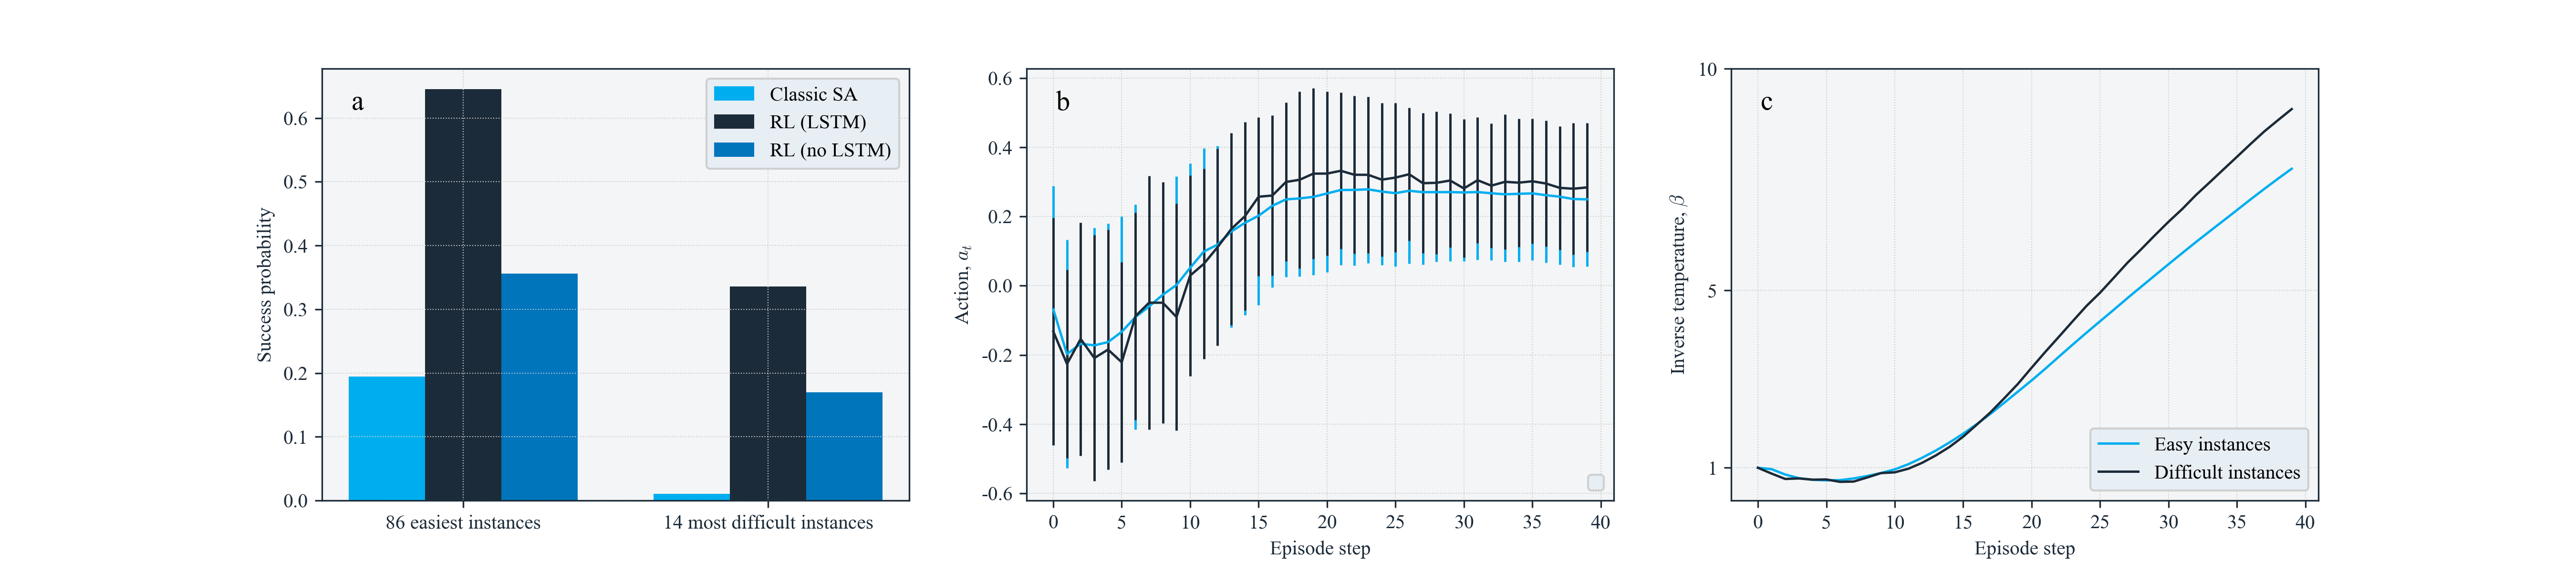 a
Classic SA
RL (LSTM)
RL (no LSTM)
Success probability
0.6
0.5
0.4
0.3
0.2
0.1
0.0
86 easiest instances
14 most difficult instances
b
Action, a_t
0.6
0.4
0.2
0.0
-0.2
-0.4
-0.6
0 5 10 15 20 25 30 35 40
Episode step
c
Inverse temperature, β
10
5
1
Easy instances
Difficult instances
0 5 10 15 20 25 30 35 40
Episode step